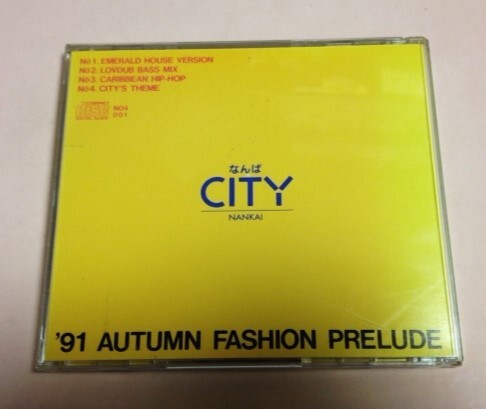 No1. EMERALD HOUSE VERSION
No2. LOVDUB BASS MIX
No3. CARIBBEAN HIP-HOP
No4. CITY'S THEME
NO4
001
なんば
CITY
NANKAI
'91 AUTUMN FASHION PRELUDE